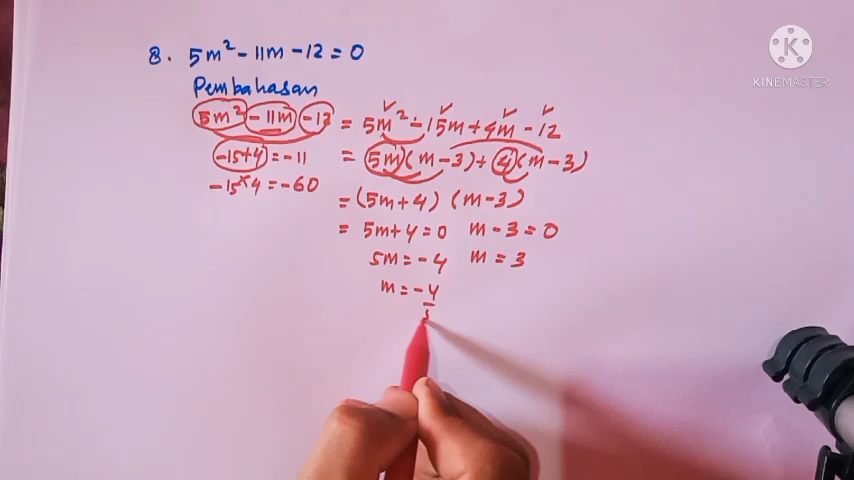 8. 5m² - 11m - 12 = 0
Pembahasan
5m² - 11m - 12 = 5m² - 15m + 4m - 12
-15+4 = -11 = 5m (m - 3) + 4 (m - 3)
-15 × 4 = -60 = (5m + 4) (m - 3)
= 5m + 4 = 0 m - 3 = 0
5m = -4 m = 3
m = -4
K
KINEMASTER